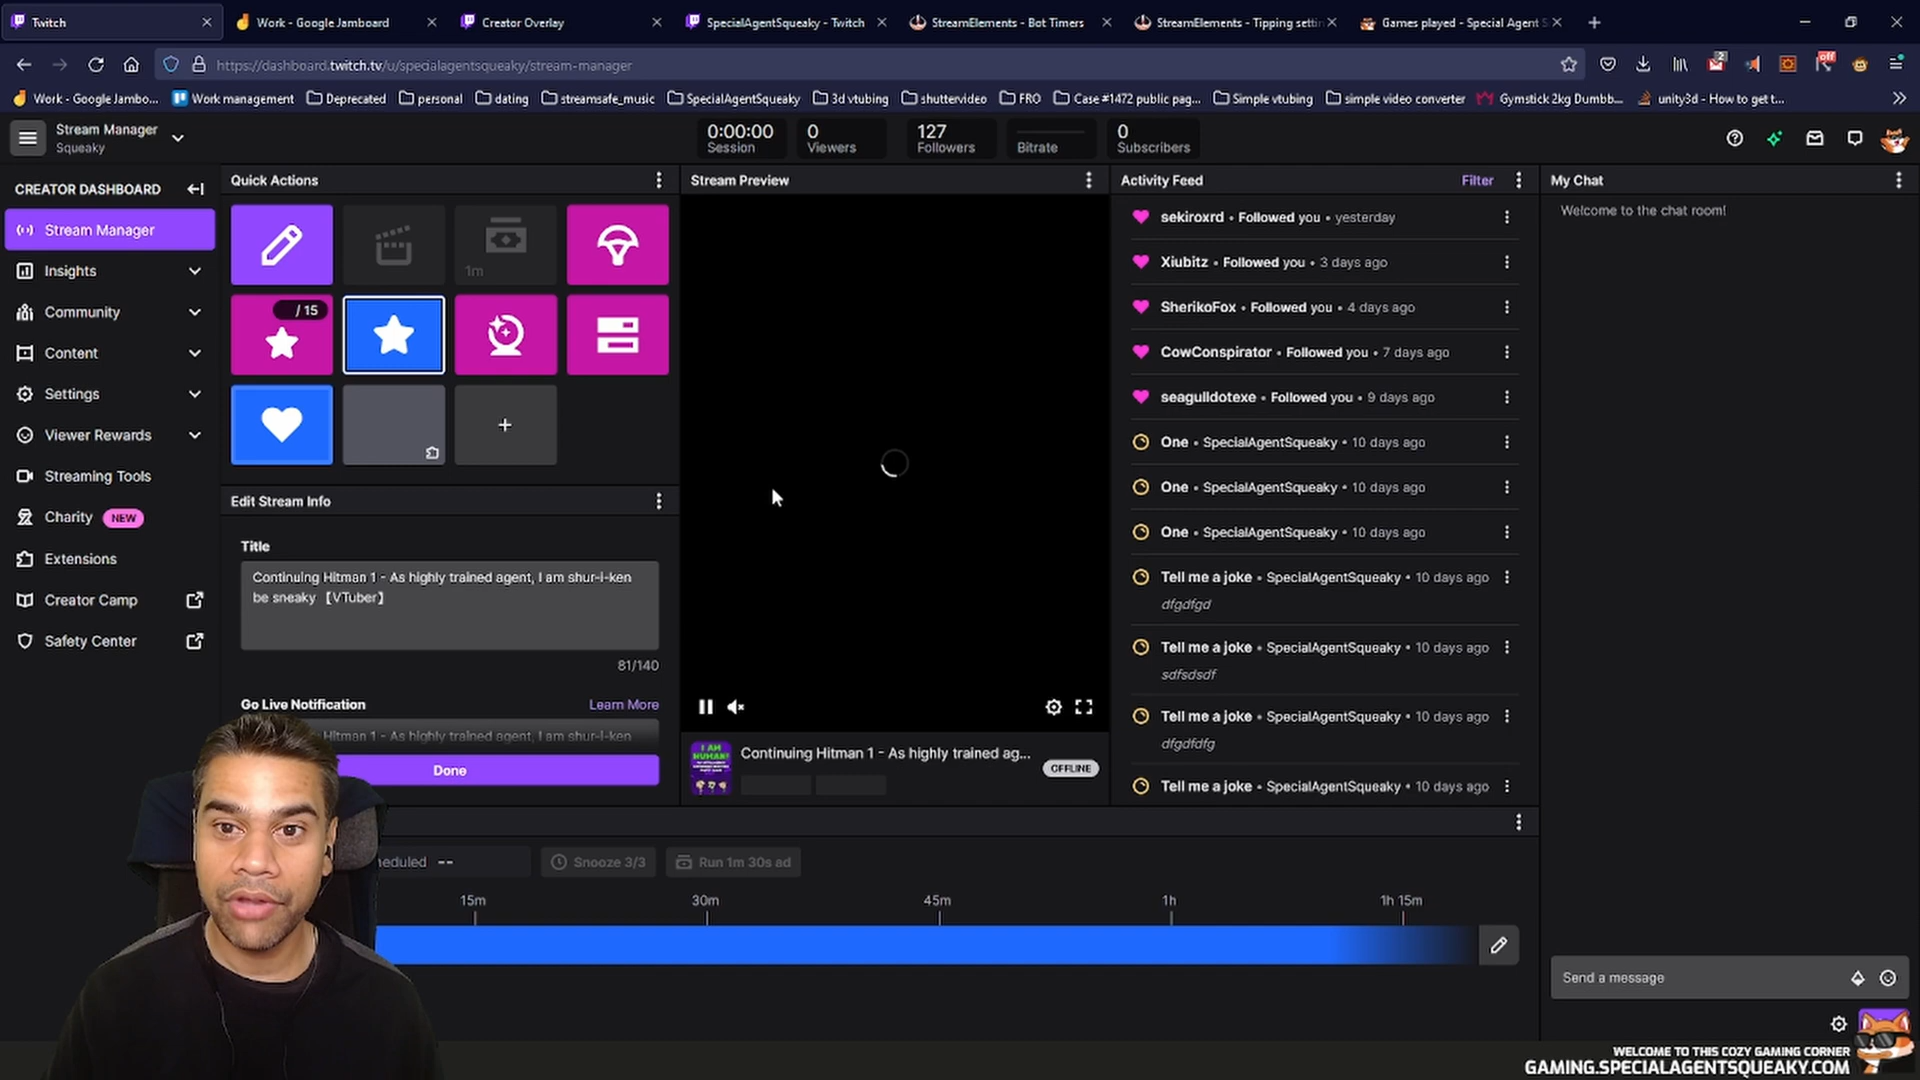 Twitch
Work - Google Jamboard
Creator Overlay
SpecialAgentSqueaky - Twitch
StreamElements - Bot Timers
StreamElements - Tipping settin
Games played - Special Agent S
https://dashboard.twitch.tv/u/specialagentsqueaky/stream-manager
2
off
Work - Google Jambo...
Work management
Deprecated
personal
dating
streamsafe_music
SpecialAgentSqueaky
3d vtubing
shuttervideo
FRO
Case #1472 public pag...
Simple vtubing
simple video converter
Gymstick 2kg Dumbb...
unity3d - How to get t...
Stream Manager
Squeaky
0:00:00
Session
0
Viewers
127
Followers
Bitrate
0
Subscribers
CREATOR DASHBOARD
Stream Manager
Insights
Community
Content
Settings
Viewer Rewards
Streaming Tools
Charity NEW
Extensions
Creator Camp
Safety Center
Quick Actions
1m
/ 15
Edit Stream Info
Title
Continuing Hitman 1 - As highly trained agent, I am shur-i-ken
be sneaky 【VTuber】
81/140
Go Live Notification
Learn More
Hitman 1 - As highly trained agent, I am shur-i-ken
Done
Stream Preview
I AM
HUMAN!
Continuing Hitman 1 - As highly trained ag...
OFFLINE
Activity Feed
Filter
sekiroxrd • Followed you • yesterday
Xiubitz • Followed you • 3 days ago
SherikoFox • Followed you • 4 days ago
CowConspirator • Followed you • 7 days ago
seagulldotexe • Followed you • 9 days ago
One • SpecialAgentSqueaky • 10 days ago
One • SpecialAgentSqueaky • 10 days ago
One • SpecialAgentSqueaky • 10 days ago
Tell me a joke • SpecialAgentSqueaky • 10 days ago
dfgdfgd
Tell me a joke • SpecialAgentSqueaky • 10 days ago
sdfsdsdf
Tell me a joke • SpecialAgentSqueaky • 10 days ago
dfgdfdfg
Tell me a joke • SpecialAgentSqueaky • 10 days ago
My Chat
Welcome to the chat room!
Send a message
heduled --
Snooze 3/3
Run 1m 30s ad
15m
30m
45m
1h
1h 15m
WELCOME TO THIS COZY GAMING CORNER
GAMING.SPECIALAGENTSQUEAKY.COM